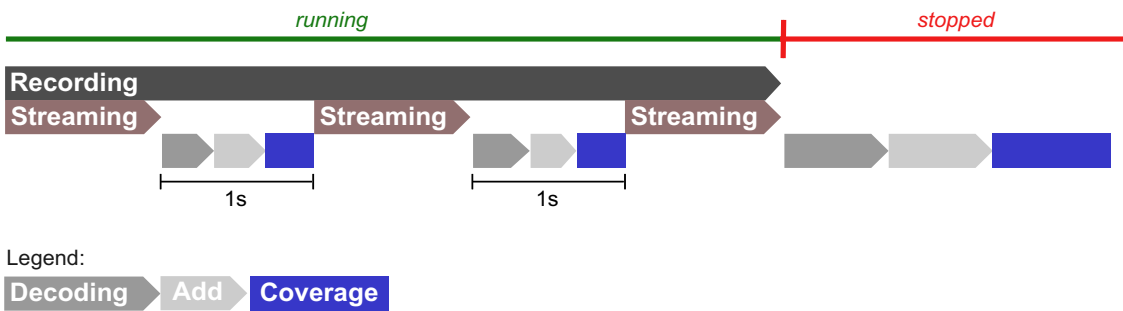 running stopped
Recording
Streaming Streaming Streaming
1s 1s
Legend:
Decoding Add Coverage